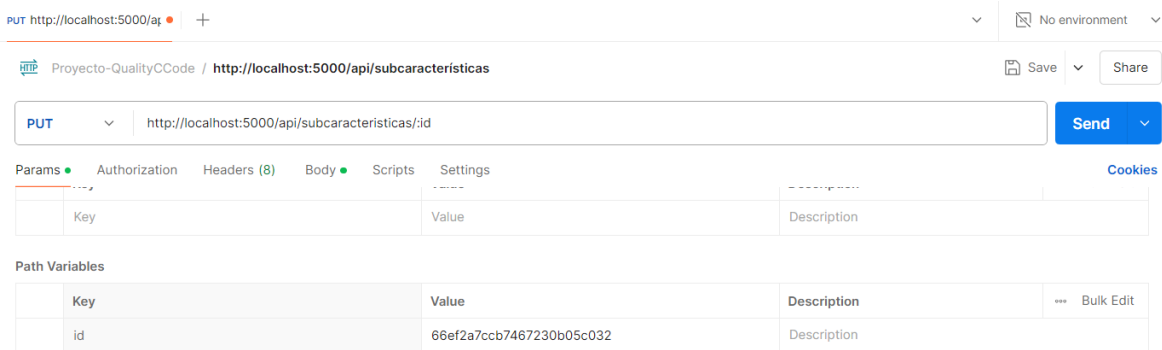 PUT http://localhost:5000/ap
No environment
HTTP Proyecto-QualityCCode / http://localhost:5000/api/subcaracterísticas
Save
Share
PUT http://localhost:5000/api/subcaracteristicas/:id
Send
Params Authorization Headers (8) Body Scripts Settings
Cookies
Key Value Description
Path Variables
Key Value Description Bulk Edit
id 66ef2a7ccb7467230b05c032 Description